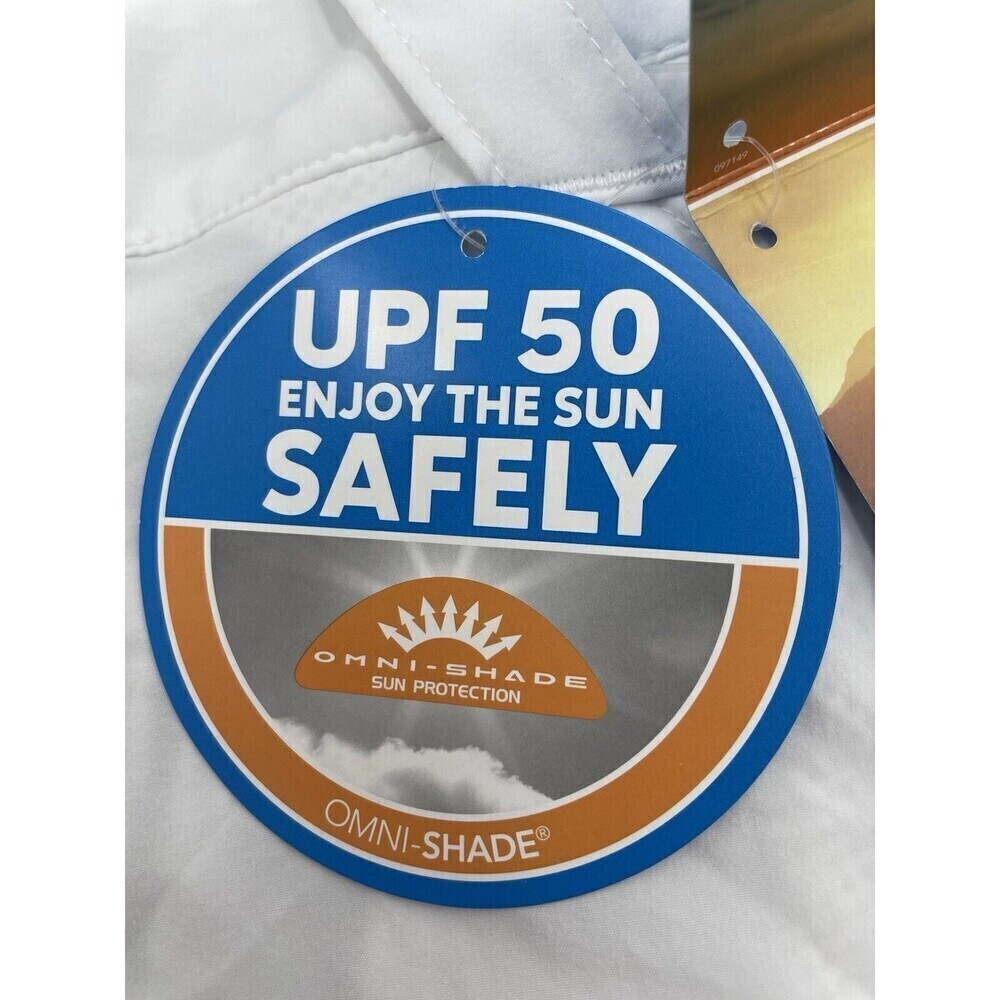 097149
UPF 50
ENJOY THE SUN
SAFELY
OMNI-SHADE
SUN PROTECTION
OMNI-SHADE®